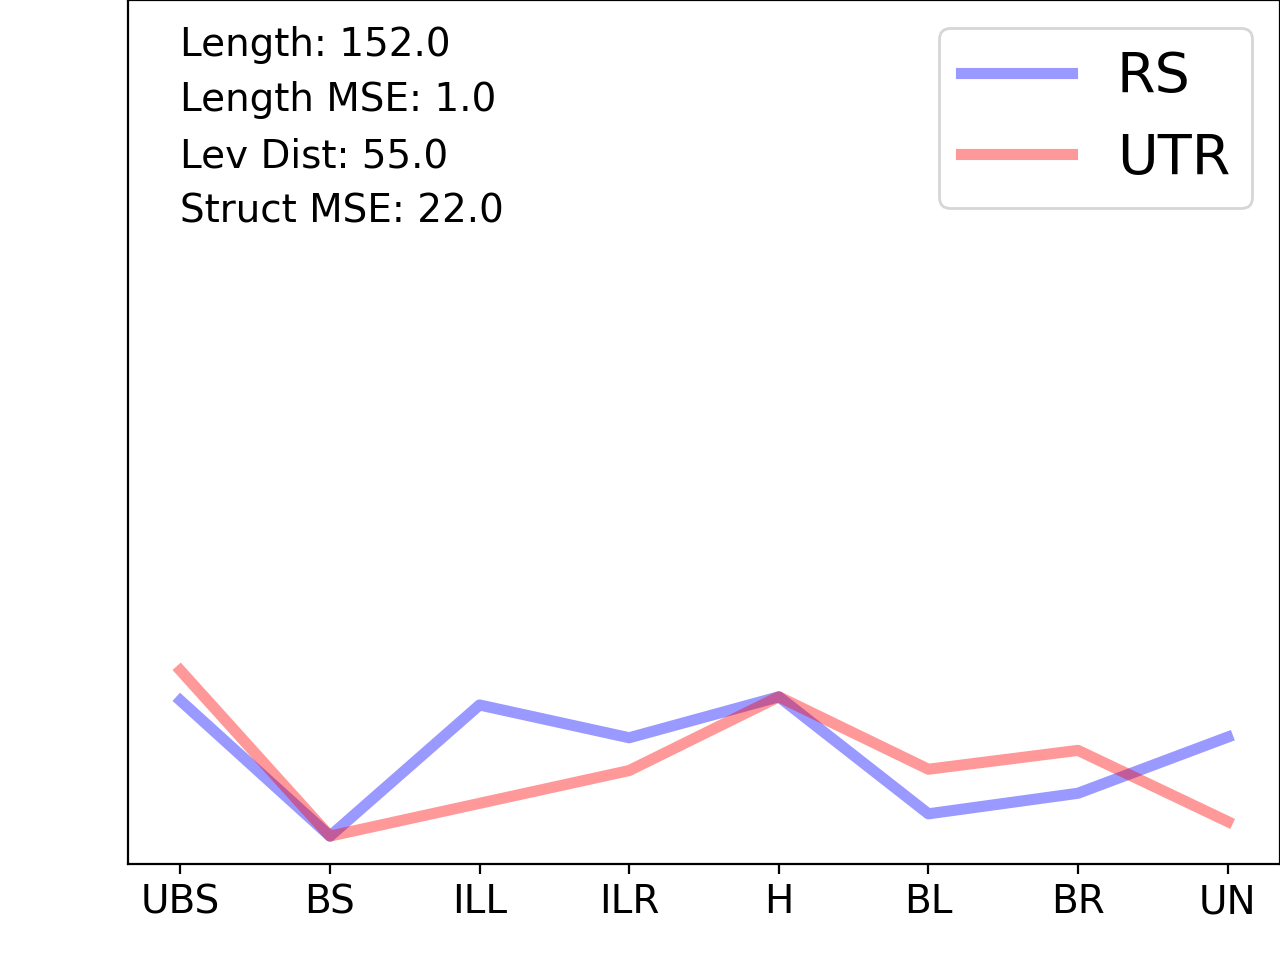 Length: 152.0
Length MSE: 1.0
Lev Dist: 55.0
Struct MSE: 22.0
RS
UTR
UBS
BS
ILL
ILR
H
BL
BR
UN